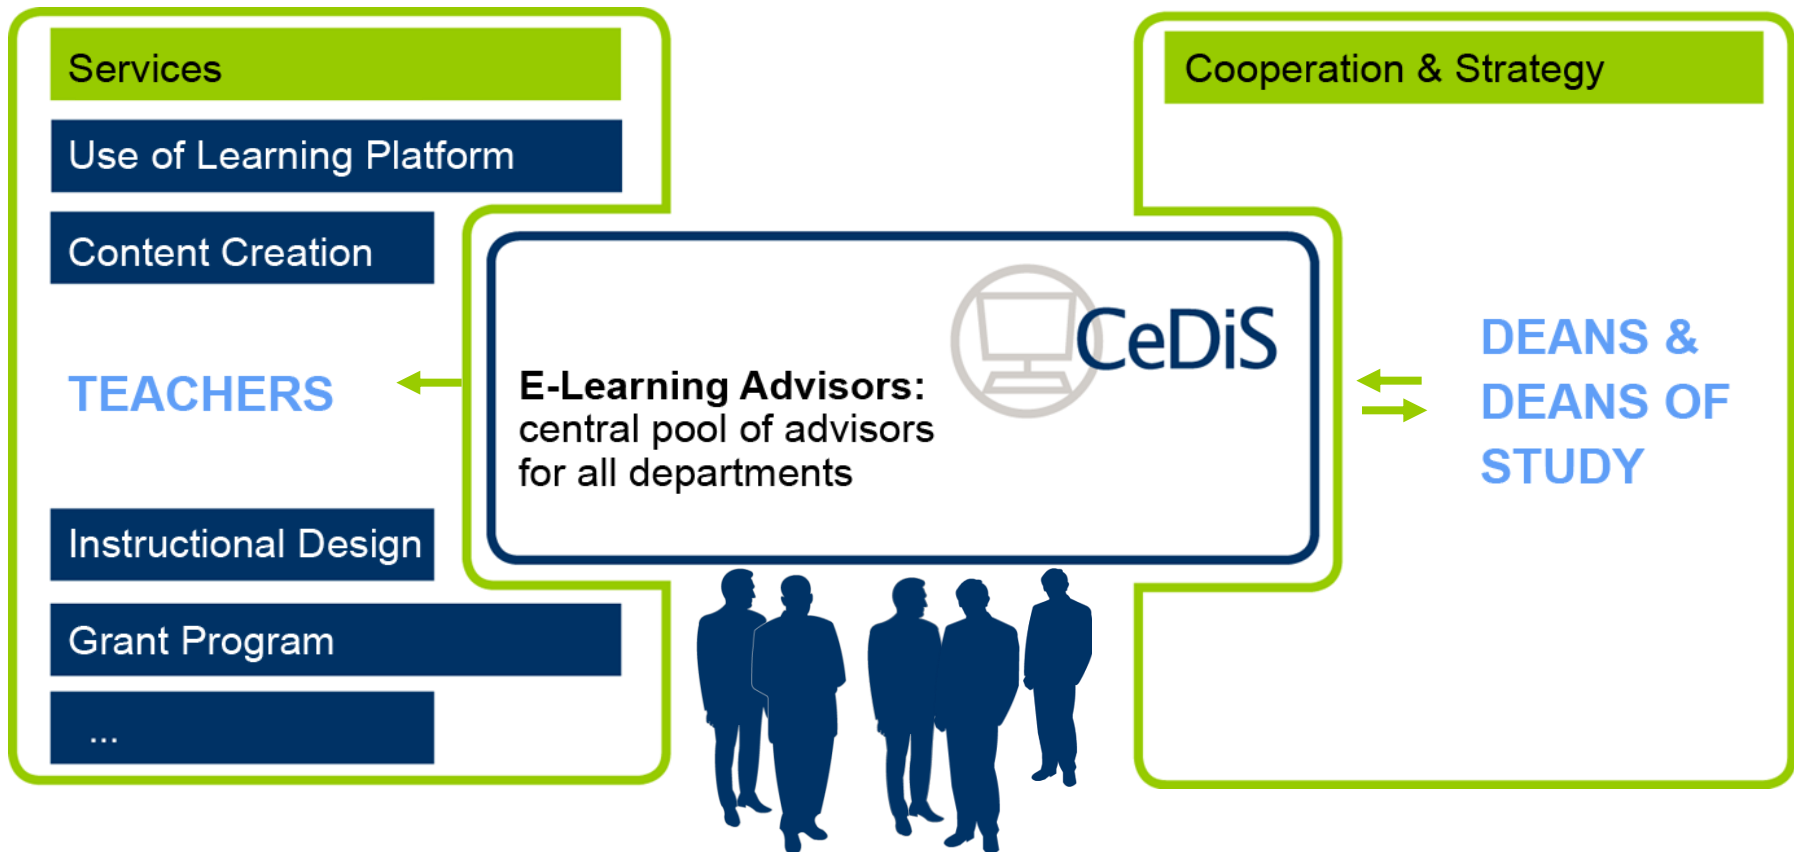 Services
Use of Learning Platform
Content Creation
TEACHERS
Instructional Design
Grant Program
...
CeDiS
E-Learning Advisors:
central pool of advisors
for all departments
Cooperation & Strategy
DEANS &
DEANS OF
STUDY